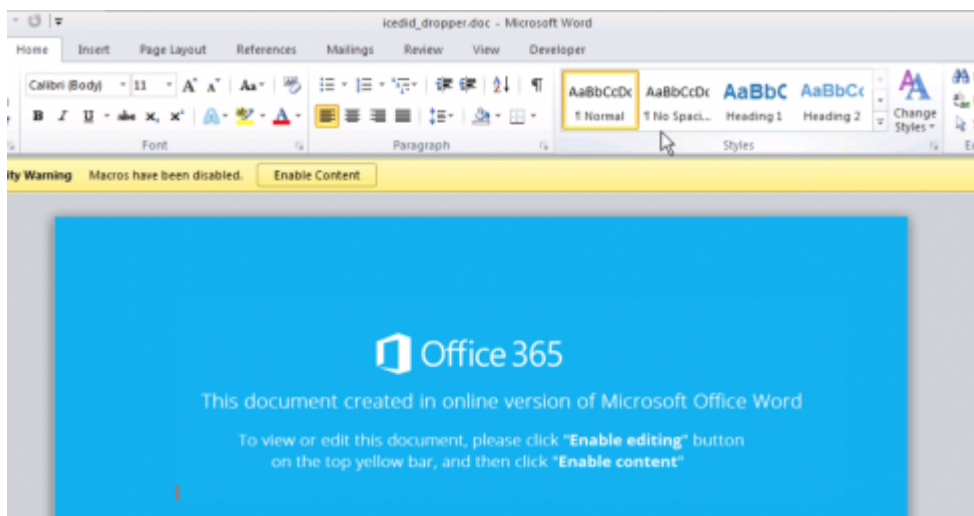 icedid_dropper.doc - Microsoft Word
Home Insert Page Layout References Mailings Review View Developer
Calibri (Body) 11 A A Aa
AaBbCcDc AaBbCcDc AaBbC AaBbCc
B I U abc x, x² A A
¶ Normal ¶ No Spaci... Heading 1 Heading 2 Change Styles
Font Paragraph Styles
ity Warning Macros have been disabled. Enable Content
Office 365
This document created in online version of Microsoft Office Word
To view or edit this document, please click "Enable editing" button
on the top yellow bar, and then click "Enable content"